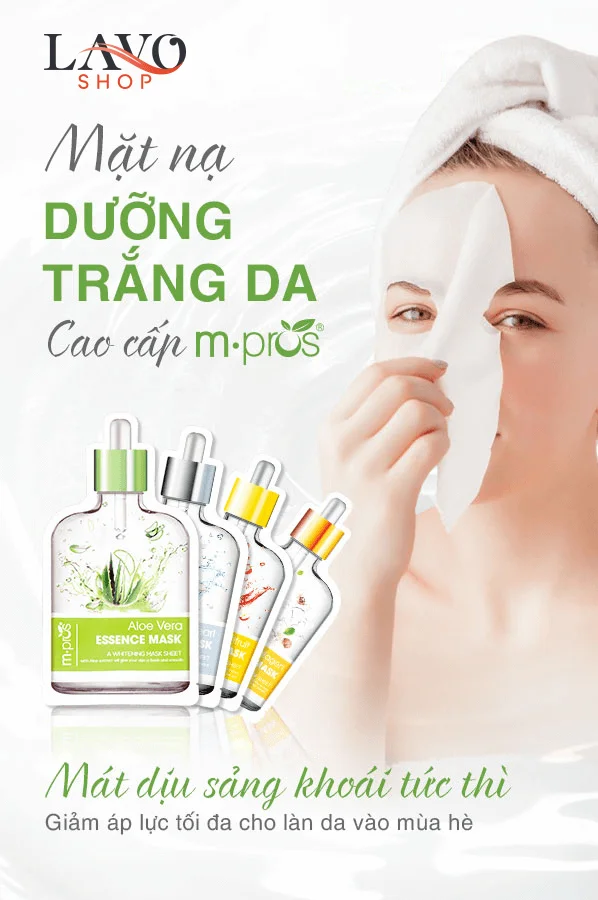 LAVO
SHOP
Mặt nạ
DƯỠNG
TRẮNG DA
Cao cấp m·pros®
Aloe Vera
ESSENCE MASK
A WHITENING MASK SHEET
m·pros
MASK
Mát dịu sảng khoái tức thì
Giảm áp lực tối đa cho làn da vào mùa hè